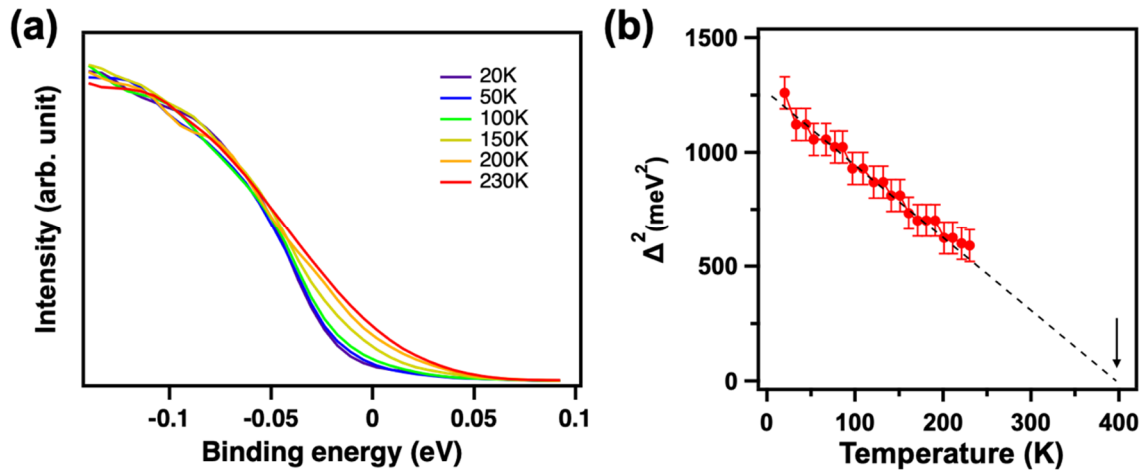 (a)
Intensity (arb. unit)
20K
50K
100K
150K
200K
230K
-0.1
-0.05
0
0.05
0.1
Binding energy (eV)
(b)
Δ²(meV²)
1500
1000
500
0
0
100
200
300
400
Temperature (K)